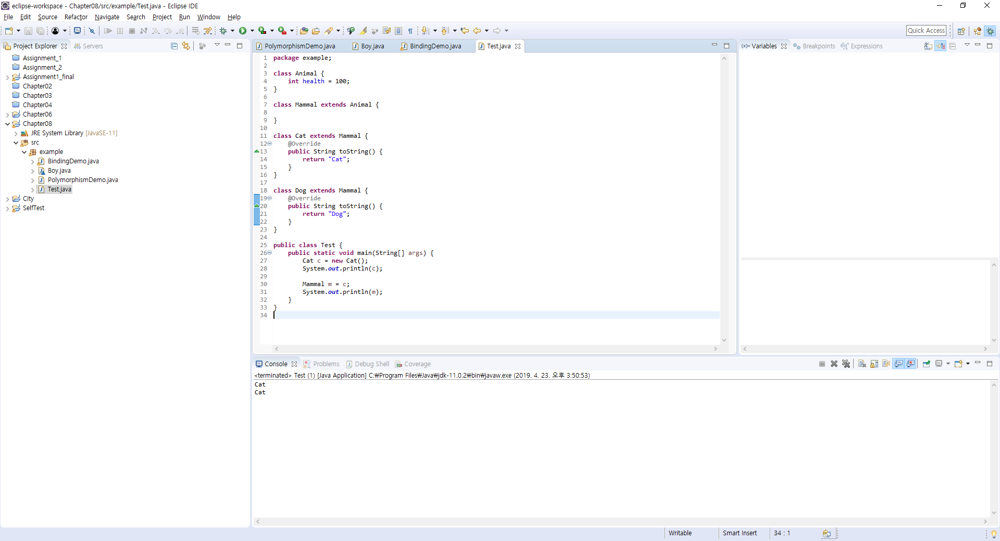 eclipse-workspace - Chapter08/src/example/Test.java - Eclipse IDE
File Edit Source Refactor Navigate Search Project Run Window Help
Quick Access
Project Explorer
Servers
Assignment_1
Assignment_2
Assignment1_final
Chapter02
Chapter03
Chapter04
Chapter06
Chapter08
JRE System Library [JavaSE-11]
src
example
BindingDemo.java
Boy.java
PolymorphismDemo.java
Test.java
City
SelfTest
PolymorphismDemo.java Boy.java BindingDemo.java Test.java
1 package example;
2
3 class Animal {
4 int health = 100;
5 }
6
7 class Mammal extends Animal {
8
9 }
10
11 class Cat extends Mammal {
12 @Override
13 public String toString() {
14 return "Cat";
15 }
16 }
17
18 class Dog extends Mammal {
19 @Override
20 public String toString() {
21 return "Dog";
22 }
23 }
24
25 public class Test {
26 public static void main(String[] args) {
27 Cat c = new Cat();
28 System.out.println(c);
29
30 Mammal m = c;
31 System.out.println(m);
32 }
33 }
34
(x)= Variables Breakpoints Expressions
Console Problems Debug Shell Coverage
<terminated> Test (1) [Java Application] C:₩Program Files₩Java₩jdk-11.0.2₩bin₩javaw.exe (2019. 4. 23. 오후 3:50:53)
Cat
Cat
Writable Smart Insert 34 : 1